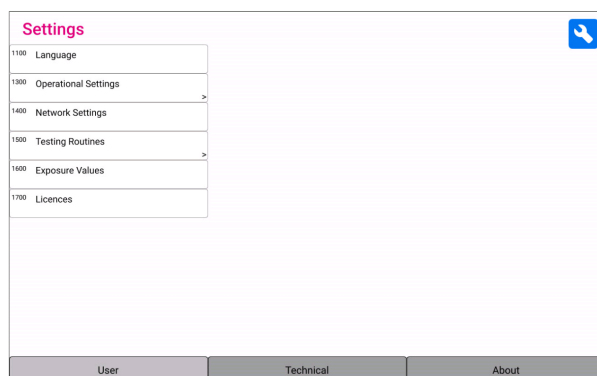 Settings
1100 Language
1300 Operational Settings
>
1400 Network Settings
1500 Testing Routines
>
1600 Exposure Values
1700 Licences
User Technical About